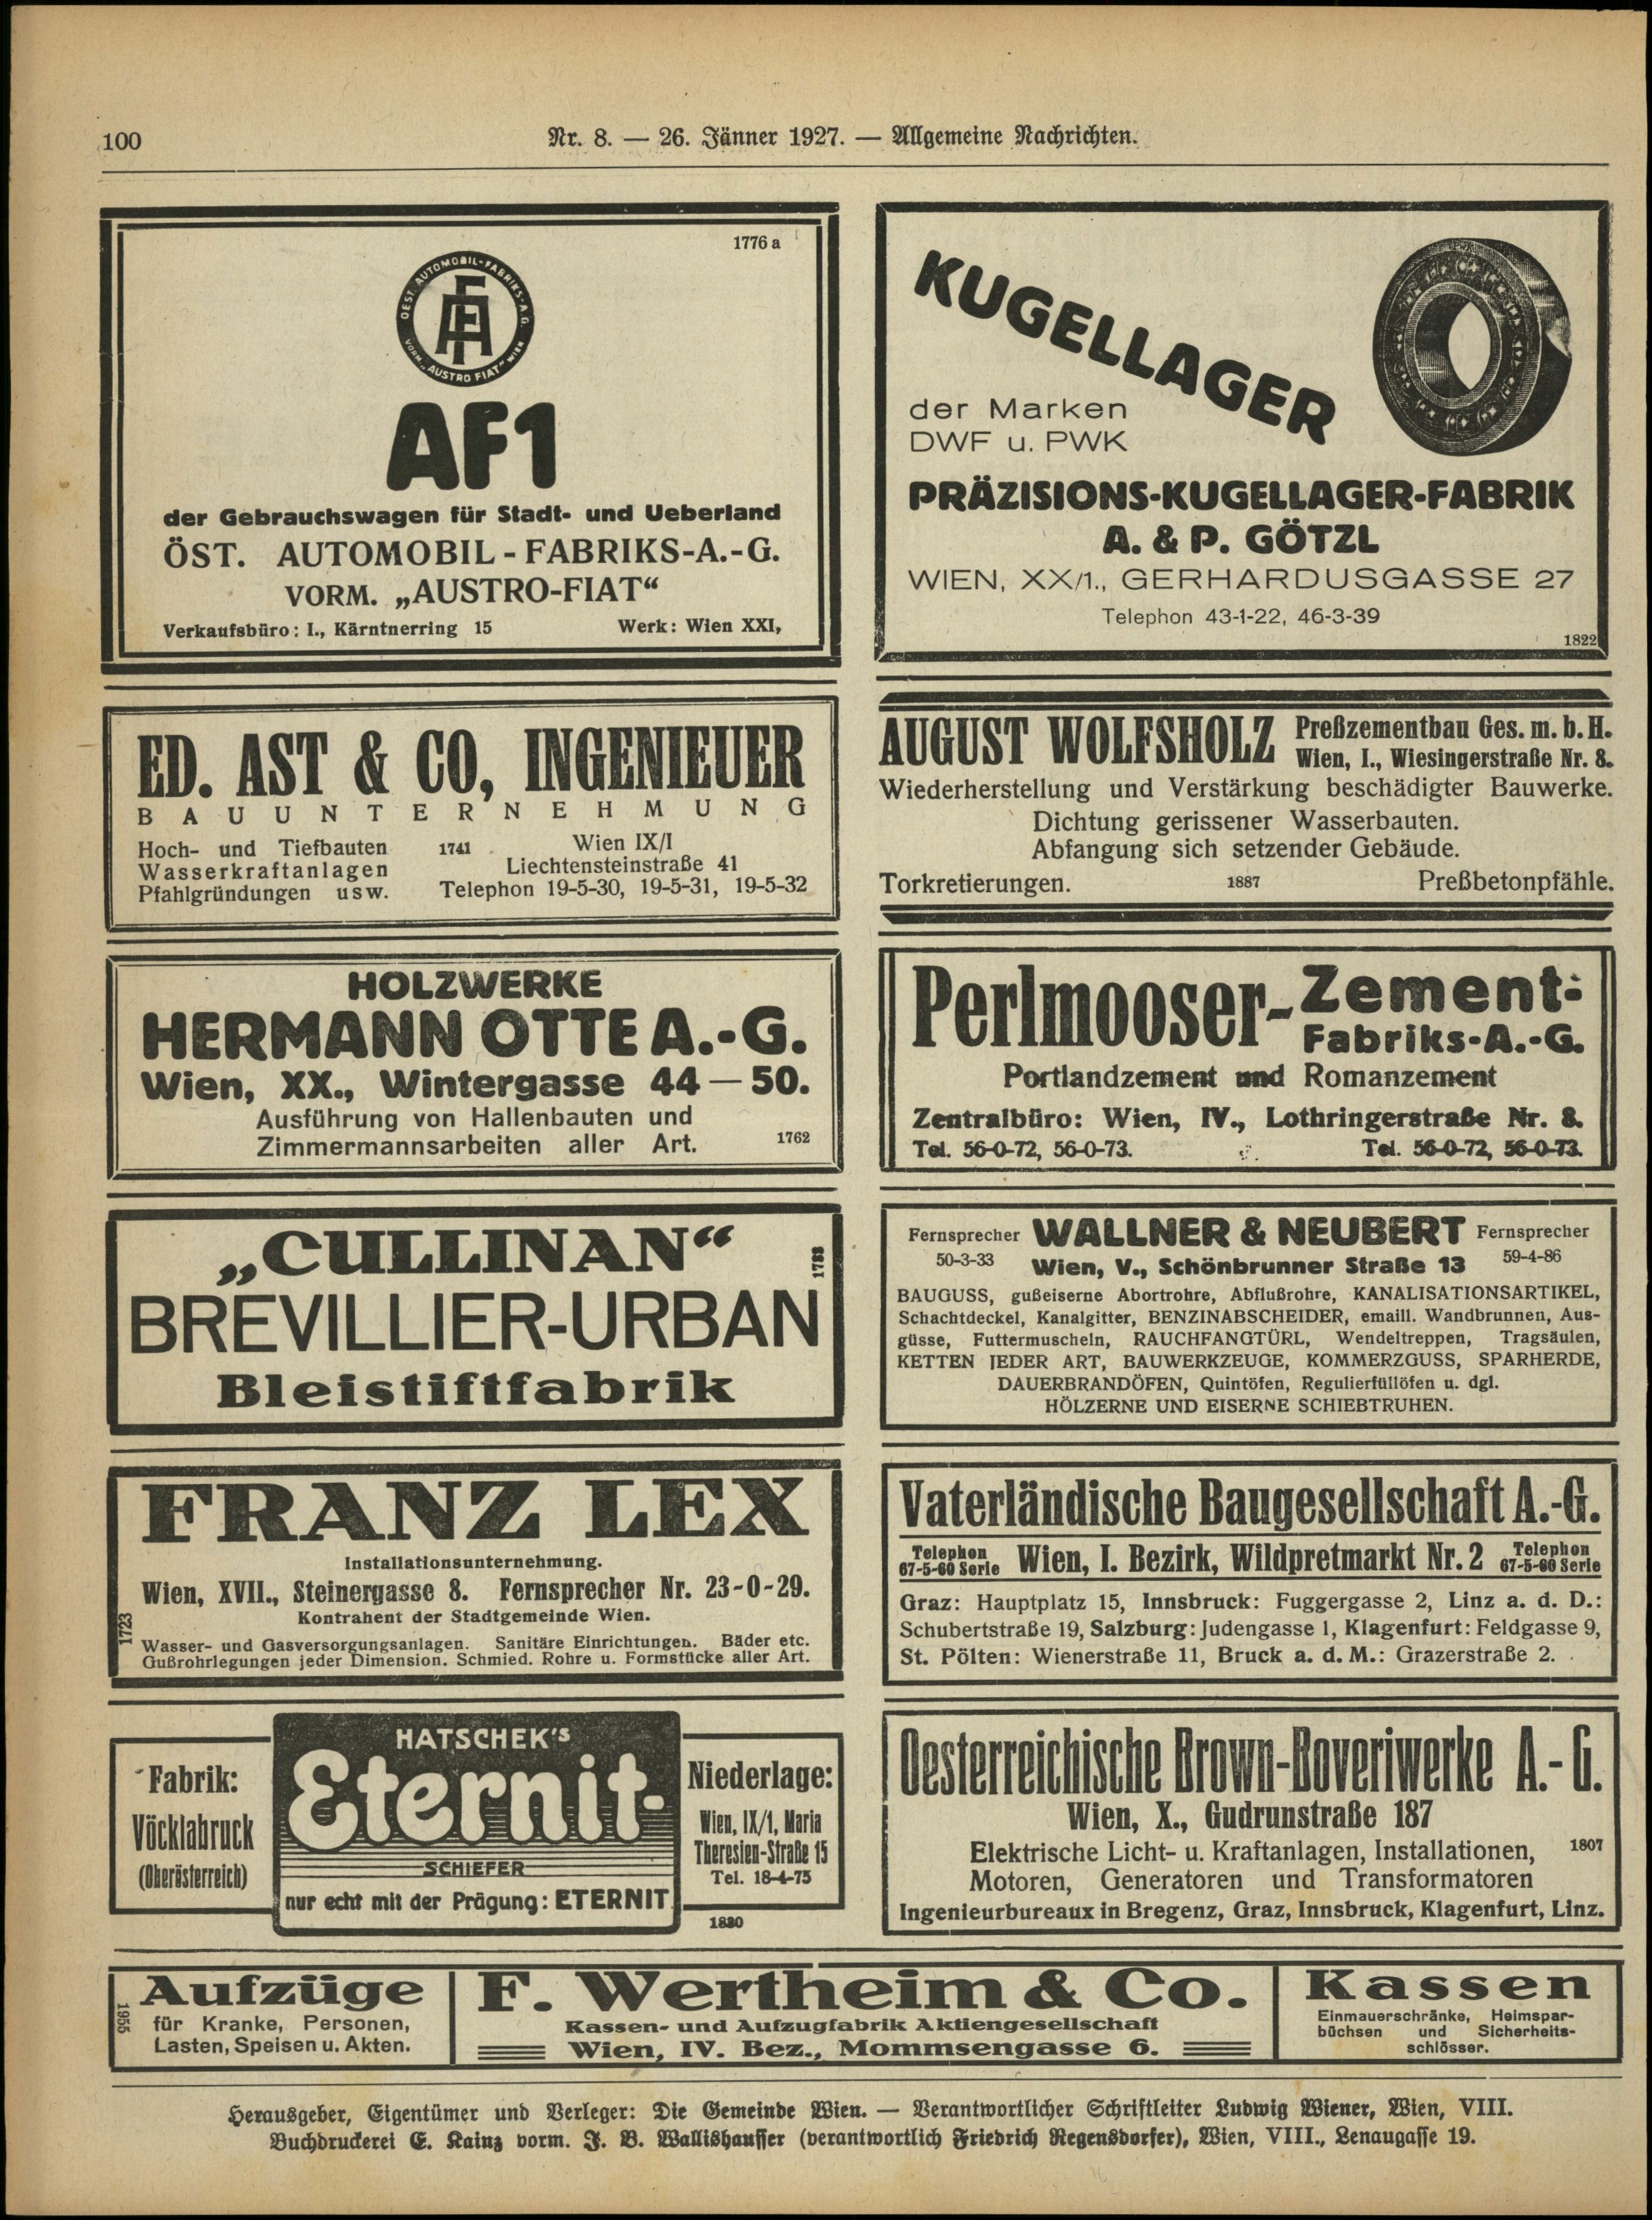 100
Nr. 8. — 26. Jänner 1927. — Allgemeine Nachrichten.
1776 a
OEST. AUTOMOBIL-FABRIKS-A.G.
VORM. „AUSTRO FIAT" WIEN
AF1
der Gebrauchswagen für Stadt- und Ueberland
ÖST. AUTOMOBIL-FABRIKS-A.-G.
VORM. „AUSTRO-FIAT“
Verkaufsbüro: I., Kärntnerring 15 Werk: Wien XXI,
KUGELLAGER
der Marken
DWF u. PWK
PRÄZISIONS-KUGELLAGER-FABRIK
A. & P. GÖTZL
WIEN, XX/1., GERHARDUSGASSE 27
Telephon 43-1-22, 46-3-39
1822
ED. AST & CO, INGENIEUER
BAUUNTERNEHMUNG
Hoch- und Tiefbauten 1741 Wien IX/I
Wasserkraftanlagen Liechtensteinstraße 41
Pfahlgründungen usw. Telephon 19-5-30, 19-5-31, 19-5-32
AUGUST WOLFSHOLZ Preßzementbau Ges. m. b. H.
Wien, I., Wiesingerstraße Nr. 8.
Wiederherstellung und Verstärkung beschädigter Bauwerke.
Dichtung gerissener Wasserbauten.
Abfangung sich setzender Gebäude.
Torkretierungen. 1887 Preßbetonpfähle.
HOLZWERKE
HERMANN OTTE A.-G.
Wien, XX., Wintergasse 44—50.
Ausführung von Hallenbauten und
Zimmermannsarbeiten aller Art. 1762
Perlmooser-Zement-
Fabriks-A.-G.
Portlandzement und Romanzement
Zentralbüro: Wien, IV., Lothringerstraße Nr. 8.
Tel. 56-0-72, 56-0-73. Tel. 56-0-72, 56-0-73.
„CULLINAN“
1733
BREVILLIER-URBAN
Bleistiftfabrik
Fernsprecher WALLNER & NEUBERT Fernsprecher
50-3-33 Wien, V., Schönbrunner Straße 13 59-4-86
BAUGUSS, gußeiserne Abortrohre, Abflußrohre, KANALISATIONSARTIKEL,
Schachtdeckel, Kanalgitter, BENZINABSCHEIDER, emaill. Wandbrunnen, Aus-
güsse, Futtermuscheln, RAUCHFANGTÜRL, Wendeltreppen, Tragsäulen,
KETTEN JEDER ART, BAUWERKZEUGE, KOMMERZGUSS, SPARHERDE,
DAUERBRANDÖFEN, Quintöfen, Regulierfüllöfen u. dgl.
HÖLZERNE UND EISERNE SCHIEBTRUHEN.
FRANZ LEX
Installationsunternehmung.
Wien, XVII., Steinergasse 8. Fernsprecher Nr. 23-0-29.
Kontrahent der Stadtgemeinde Wien.
1723
Wasser- und Gasversorgungsanlagen. Sanitäre Einrichtungen. Bäder etc.
Gußrohrlegungen jeder Dimension. Schmied. Rohre u. Formstücke aller Art.
Vaterländische Baugesellschaft A.-G.
Telephon 67-5-60 Serie Wien, I. Bezirk, Wildpretmarkt Nr. 2 Telephon 67-5-60 Serie
Graz: Hauptplatz 15, Innsbruck: Fuggergasse 2, Linz a. d. D.:
Schubertstraße 19, Salzburg: Judengasse 1, Klagenfurt: Feldgasse 9,
St. Pölten: Wienerstraße 11, Bruck a. d. M.: Grazerstraße 2.
Fabrik:
Vöcklabruck
(Oberösterreich)
HATSCHEK'S
Eternit-
SCHIEFER
nur echt mit der Prägung: ETERNIT
Niederlage:
Wien, IX/1, Maria
Theresien-Straße 15
Tel. 18-4-75
1830
Oesterreichische Brown-Boveriwerke A.-G.
Wien, X., Gudrunstraße 187
Elektrische Licht- u. Kraftanlagen, Installationen, 1807
Motoren, Generatoren und Transformatoren
Ingenieurbureaux in Bregenz, Graz, Innsbruck, Klagenfurt, Linz.
1955
Aufzüge
für Kranke, Personen,
Lasten, Speisen u. Akten.
F. Wertheim & Co.
Kassen- und Aufzugfabrik Aktiengesellschaft
Wien, IV. Bez., Mommsengasse 6.
Kassen
Einmauerschränke, Heimspar-
büchsen und Sicherheits-
schlösser.
Herausgeber, Eigentümer und Verleger: Die Gemeinde Wien. — Verantwortlicher Schriftleiter Ludwig Wiener, Wien, VIII.
Buchdruckerei E. Kainz vorm. J. B. Wallishausser (verantwortlich Friedrich Regensdorfer), Wien, VIII., Lenaugasse 19.